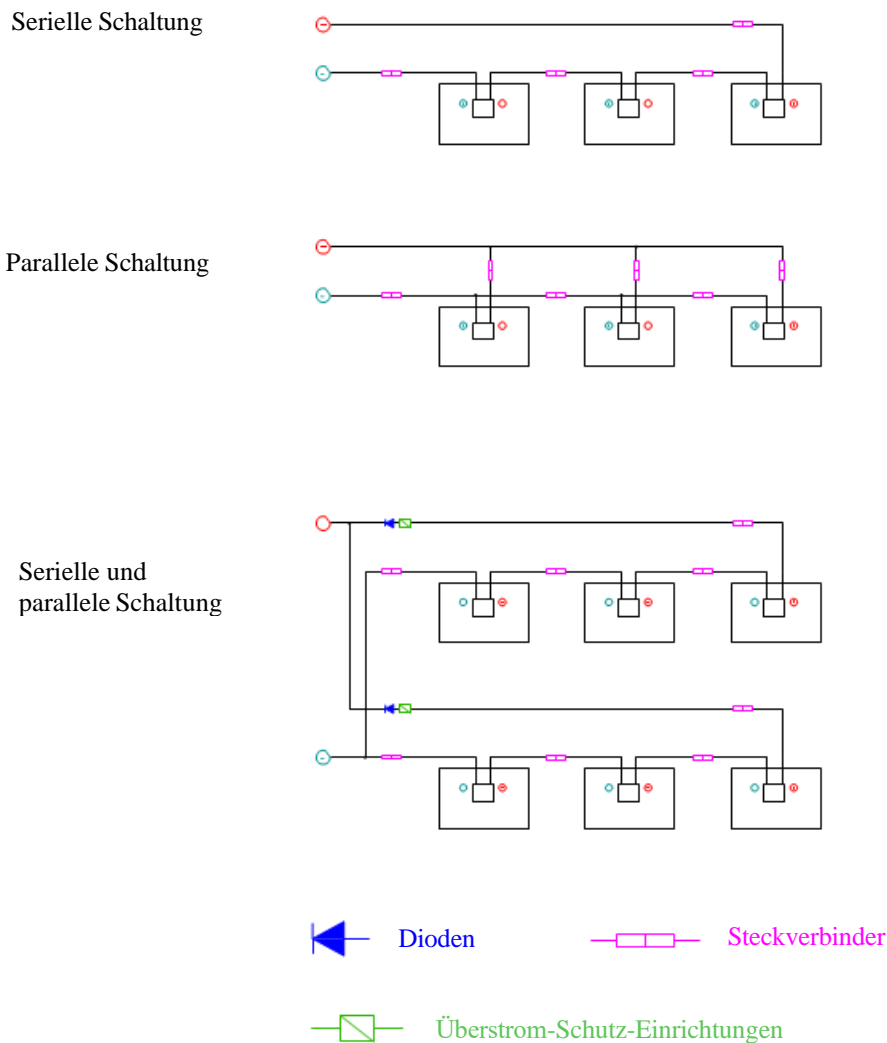 Serielle Schaltung
Parallele Schaltung
Serielle und
parallele Schaltung
Dioden
Steckverbinder
Überstrom-Schutz-Einrichtungen